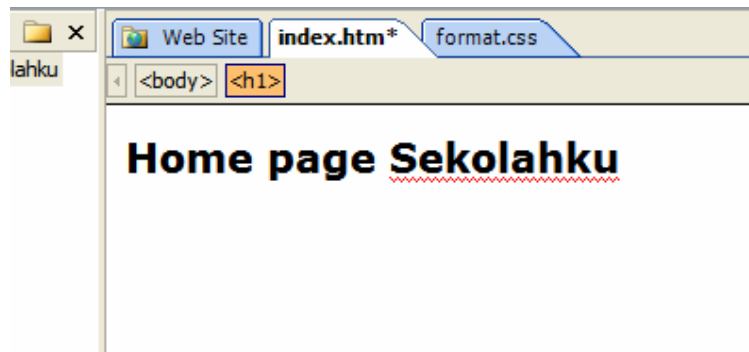 Web Site index.htm* format.css
lahku
<body> <h1>
Home page Sekolahku